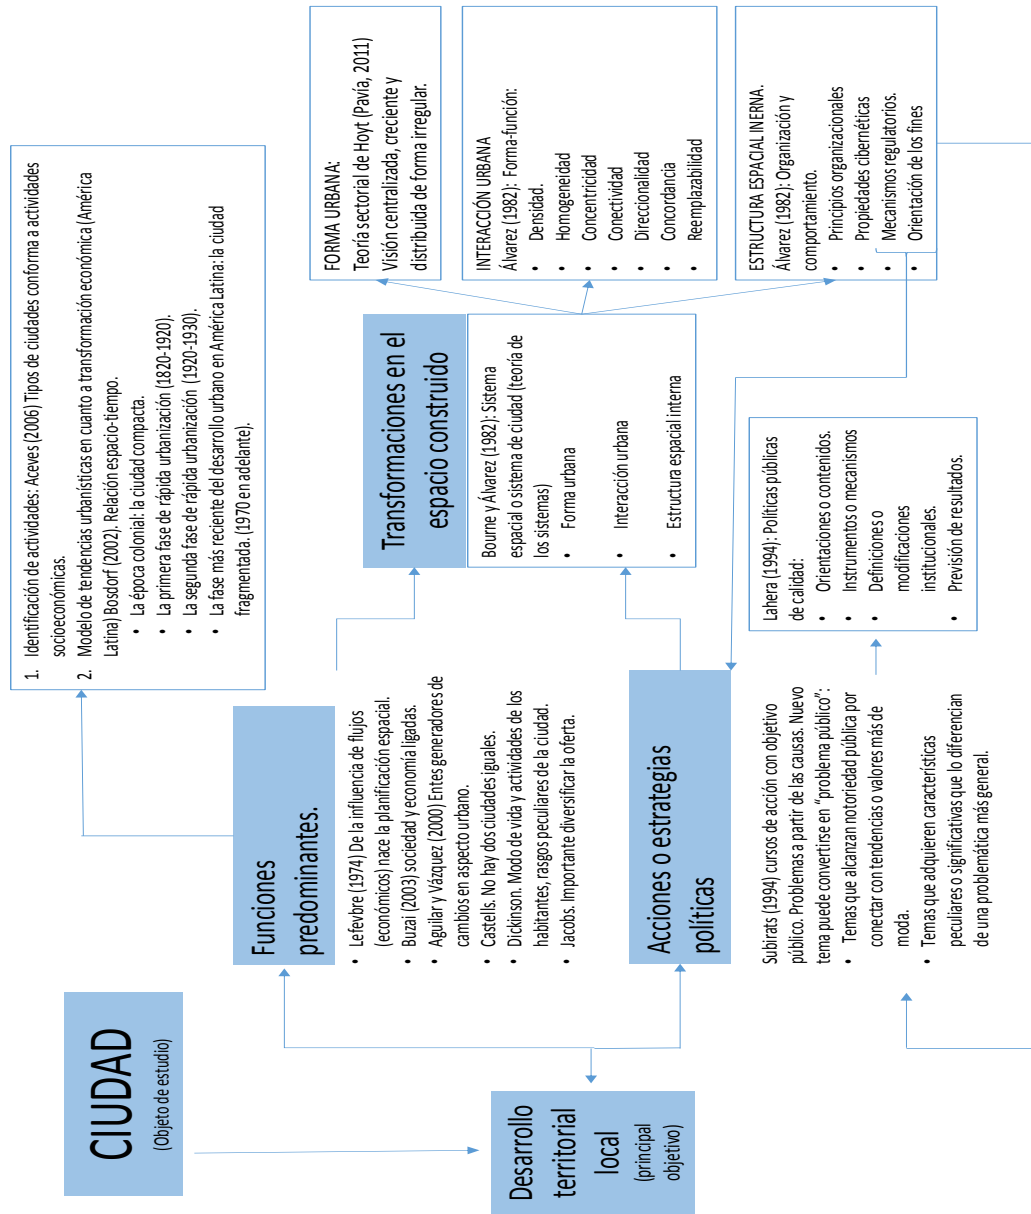 CIUDAD
(Objeto de estudio)
Desarrollo
territorial
local
(principal
objetivo)
Funciones
predominantes.
• Lefevbre (1974) De la influencia de flujos
(económicos) nace la planificación espacial.
• Buzai (2003) sociedad y economía ligadas.
• Aguilar y Vázquez (2000) Entes generadores de
cambios en aspecto urbano.
• Castells. No hay dos ciudades iguales.
• Dickinson. Modo de vida y actividades de los
habitantes, rasgos peculiares de la ciudad.
• Jacobs. Importante diversificar la oferta.
Acciones o estrategias
políticas
Subirats (1994) cursos de acción con objetivo
público. Problemas a partir de las causas. Nuevo
tema puede convertirse en “problema público”:
• Temas que alcanzan notoriedad pública por
conectar con tendencias o valores más de
moda.
• Temas que adquieren características
peculiares o significativas que lo diferencian
de una problemática más general.
1. Identificación de actividades: Aceves (2006) Tipos de ciudades conforma a actividades
socioeconómicas.
2. Modelo de tendencias urbanísticas en cuanto a transformación económica (América
Latina) Bosdorf (2002). Relación espacio-tiempo.
• La época colonial: la ciudad compacta.
• La primera fase de rápida urbanización (1820-1920).
• La segunda fase de rápida urbanización (1920-1930).
• La fase más reciente del desarrollo urbano en América Latina: la ciudad
fragmentada. (1970 en adelante).
Transformaciones en el
espacio construido
Bourne y Álvarez (1982): Sistema
espacial o sistema de ciudad (teoría de
los sistemas)
• Forma urbana
• Interacción urbana
• Estructura espacial interna
Lahera (1994): Políticas públicas
de calidad:
• Orientaciones o contenidos.
• Instrumentos o mecanismos
• Definiciones o
modificaciones
institucionales.
• Previsión de resultados.
FORMA URBANA:
Teoría sectorial de Hoyt (Pavía, 2011)
Visión centralizada, creciente y
distribuida de forma irregular.
INTERACCIÓN URBANA
Álvarez (1982): Forma-función:
• Densidad.
• Homogeneidad
• Concentricidad
• Conectividad
• Direccionalidad
• Concordancia
• Reemplazabilidad
ESTRUCTURA ESPACIAL INERNA.
Álvarez (1982): Organización y
comportamiento.
• Principios organizacionales
• Propiedades cibernéticas
• Mecanismos regulatorios.
• Orientación de los fines